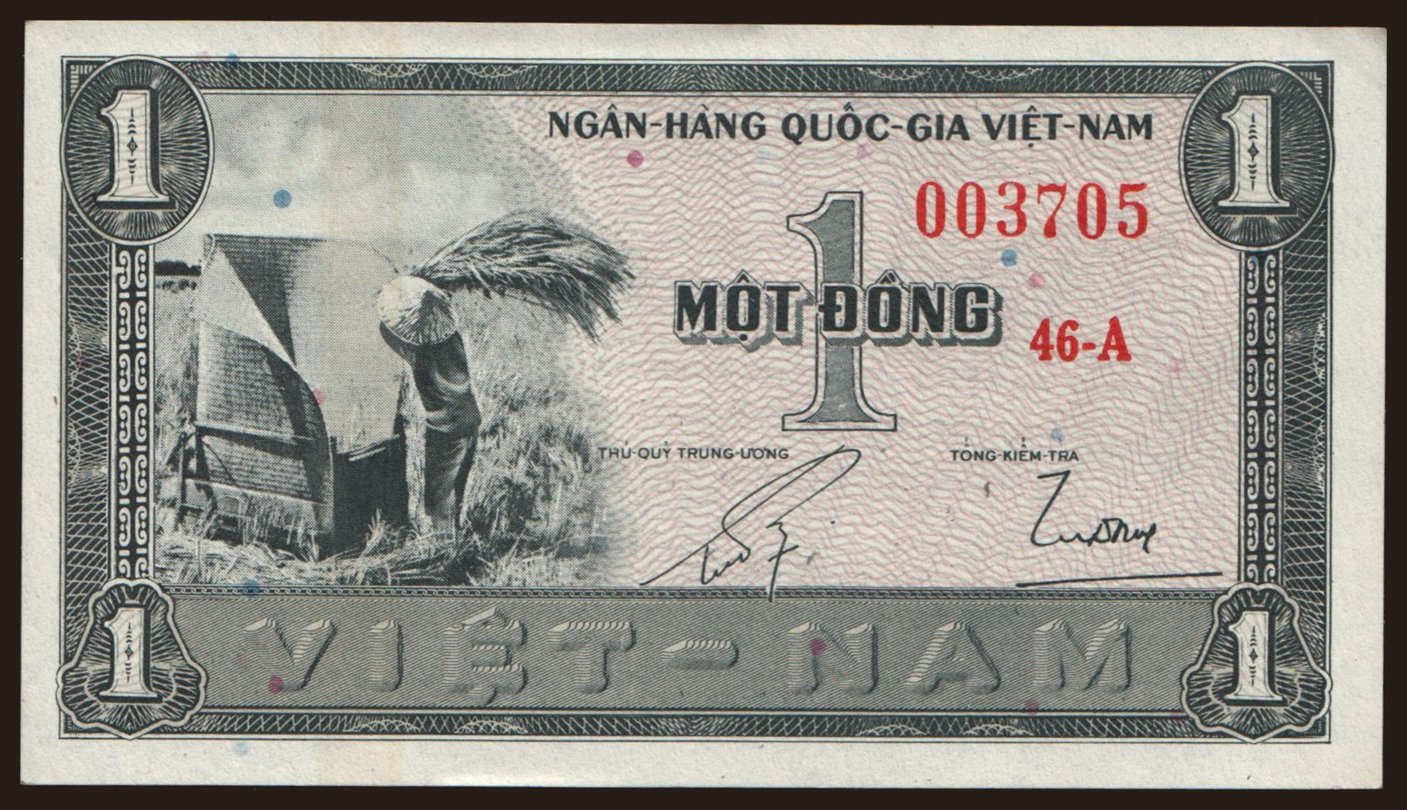 1 1
NGÂN-HÀNG QUỐC-GIA VIỆT-NAM
003705
1
MỘT ĐỒNG
46-A
THỦ-QUỸ TRUNG-ƯƠNG TỔNG-KIỂM-TRA
VIỆT-NAM
1 1